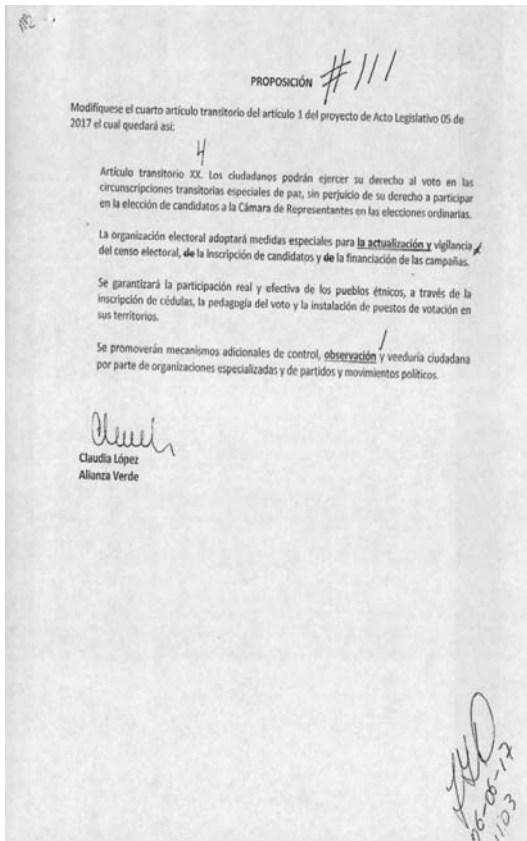 PROPOSICIÓN #111
Modifíquese el cuarto artículo transitorio del artículo 1 del proyecto de Acto Legislativo 05 de
2017 el cual quedará así:
4
Artículo transitorio XX. Los ciudadanos podrán ejercer su derecho al voto en las
circunscripciones transitorias especiales de paz, sin perjuicio de su derecho a participar
en la elección de candidatos a la Cámara de Representantes en las elecciones ordinarias.
La organización electoral adoptará medidas especiales para la actualización y vigilancia
del censo electoral, de la inscripción de candidatos y de la financiación de las campañas.
Se garantizará la participación real y efectiva de los pueblos étnicos, a través de la
inscripción de cédulas, la pedagogía del voto y la instalación de puestos de votación en
sus territorios.
Se promoverán mecanismos adicionales de control, observación y veeduría ciudadana
por parte de organizaciones especializadas y de partidos y movimientos políticos.
Claudia López
Alianza Verde
06-06-17
11:03